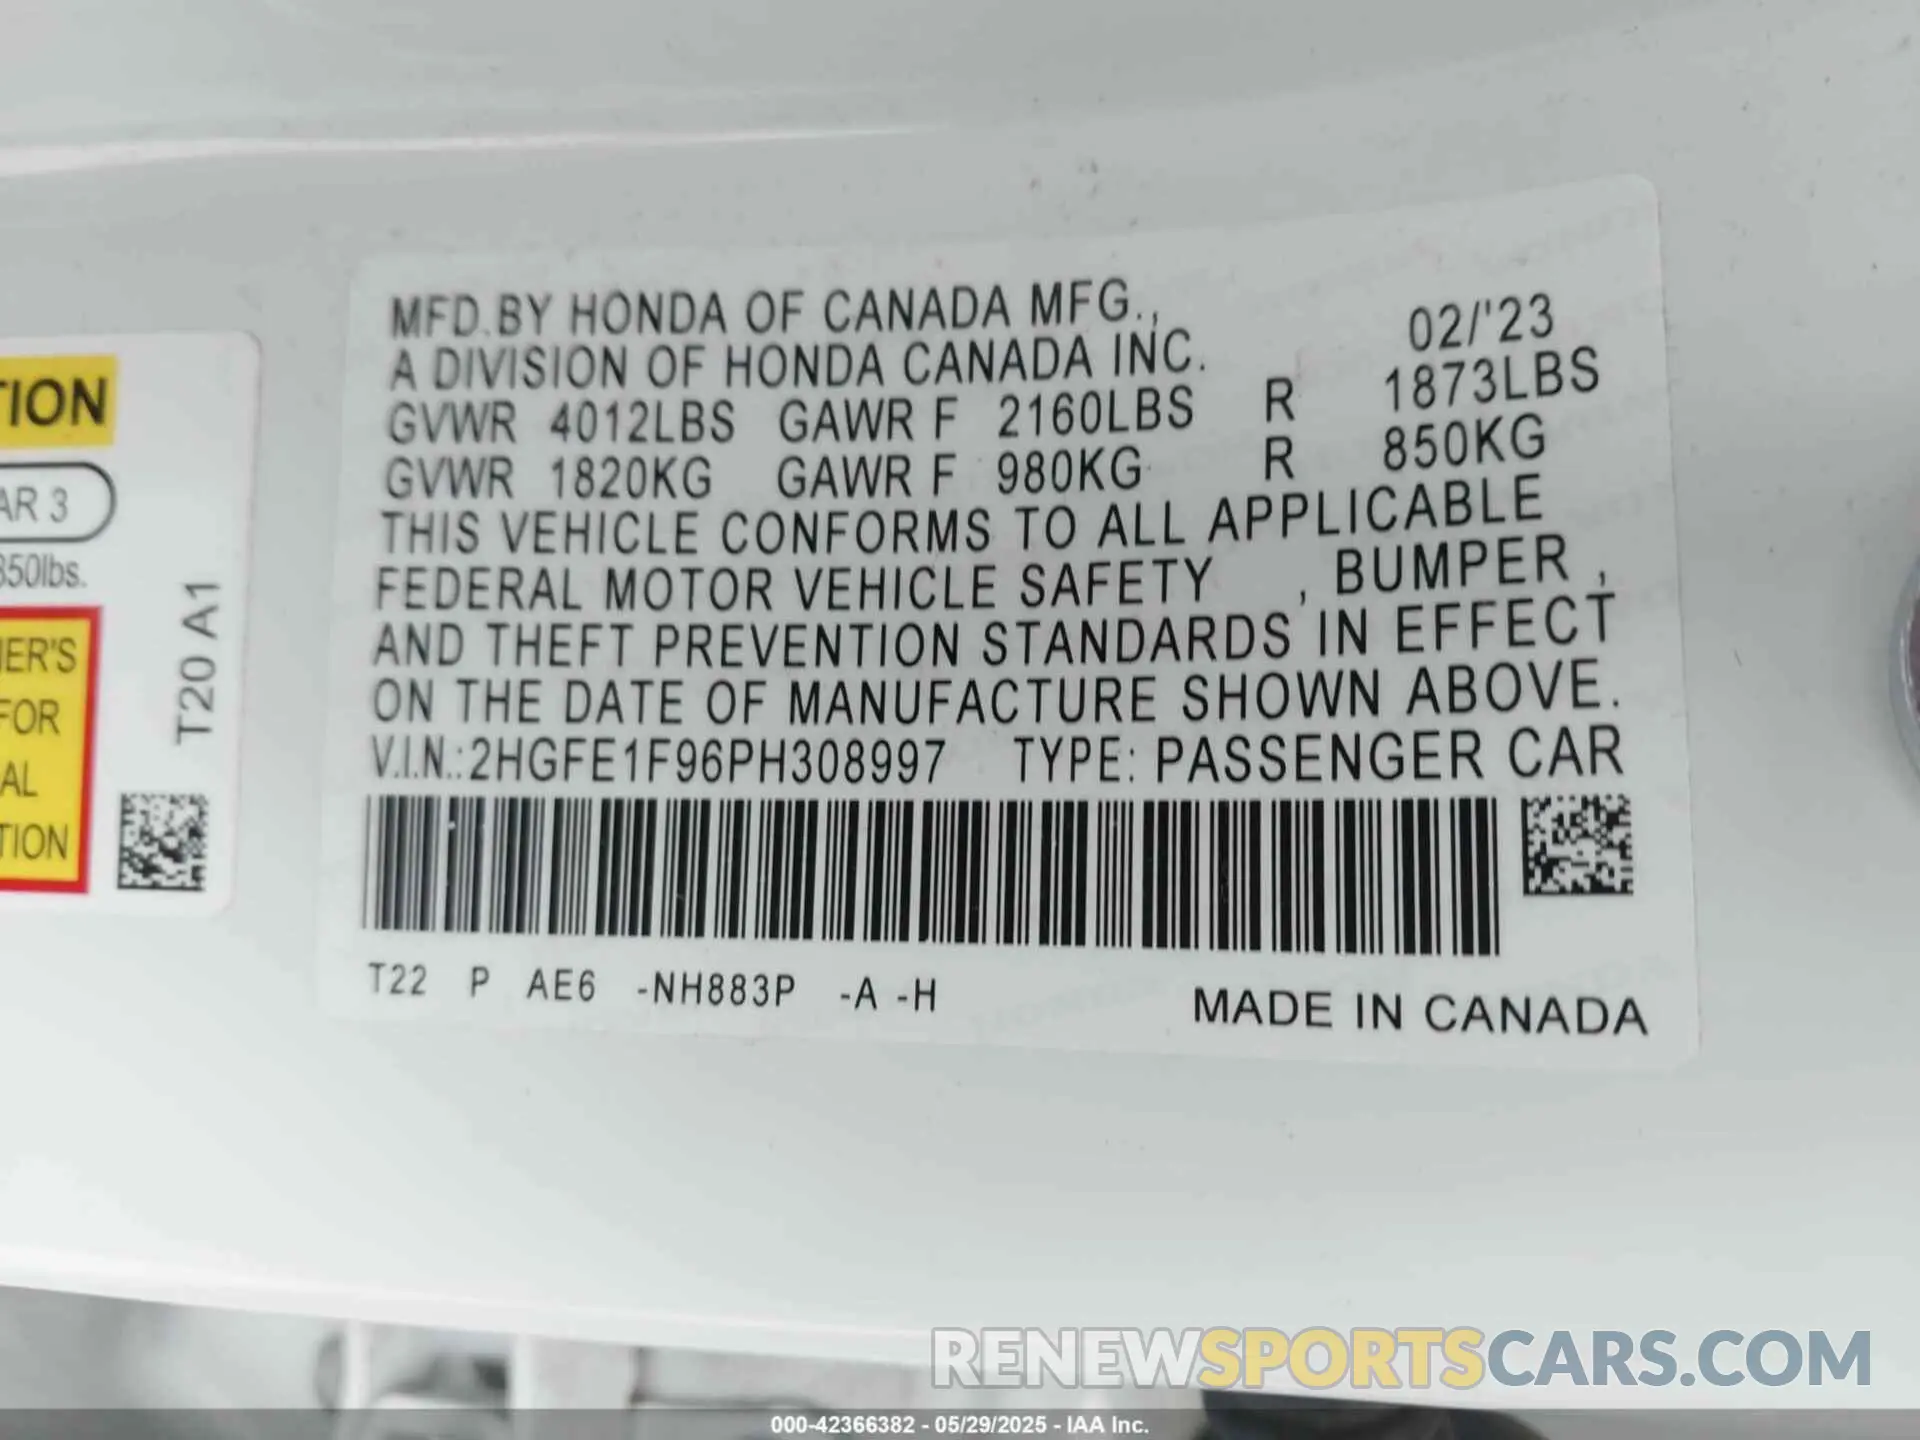 TION
AR 3
350lbs.
NER'S
FOR
AL
TION
T20 A1
MFD.BY HONDA OF CANADA MFG., 02/'23
A DIVISION OF HONDA CANADA INC.
GVWR 4012LBS GAWR F 2160LBS R 1873LBS
GVWR 1820KG GAWR F 980KG R 850KG
THIS VEHICLE CONFORMS TO ALL APPLICABLE
FEDERAL MOTOR VEHICLE SAFETY , BUMPER ,
AND THEFT PREVENTION STANDARDS IN EFFECT
ON THE DATE OF MANUFACTURE SHOWN ABOVE.
V.I.N.:2HGFE1F96PH308997 TYPE: PASSENGER CAR
T22 P AE6 -NH883P -A -H
MADE IN CANADA
RENEWSPORTSCARS.COM
000-42366382 - 05/29/2025 - IAA Inc.